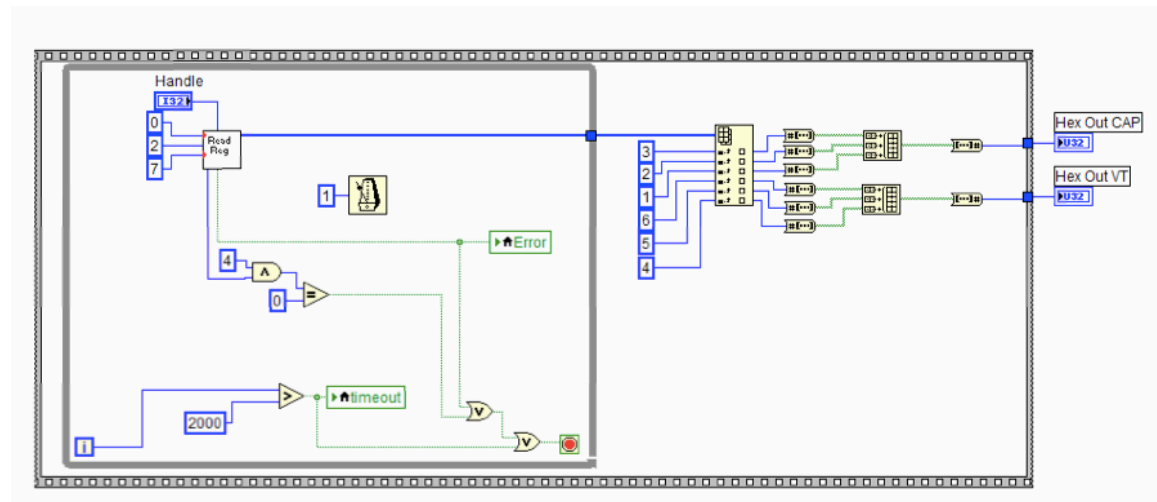 Handle
I32
0
2
7
Read
Reg
1
Error
4
0
2000
timeout
i
3
2
1
6
5
4
#[...]
#[...]
#[...]
#[...]
#[...]
#[...]
[...]#
[...]#
Hex Out CAP
U32
Hex Out VT
U32